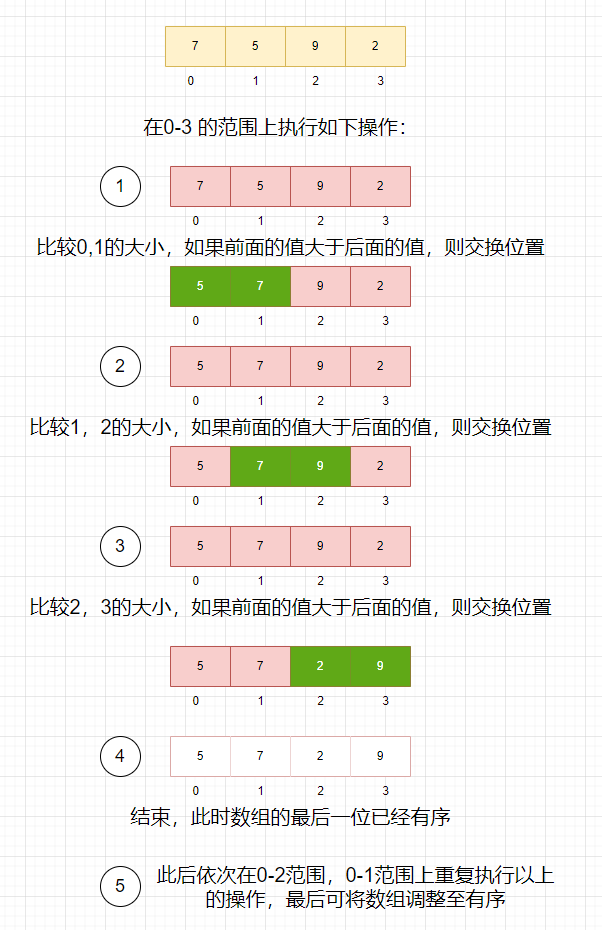 7 5 9 2
0 1 2 3
在0-3 的范围上执行如下操作：
1 7 5 9 2
0 1 2 3
比较0,1的大小，如果前面的值大于后面的值，则交换位置
5 7 9 2
0 1 2 3
2 5 7 9 2
0 1 2 3
比较1，2的大小，如果前面的值大于后面的值，则交换位置
5 7 9 2
0 1 2 3
3 5 7 9 2
0 1 2 3
比较2，3的大小，如果前面的值大于后面的值，则交换位置
5 7 2 9
0 1 2 3
4 5 7 2 9
0 1 2 3
结束，此时数组的最后一位已经有序
5 此后依次在0-2范围，0-1范围上重复执行以上
的操作，最后可将数组调整至有序